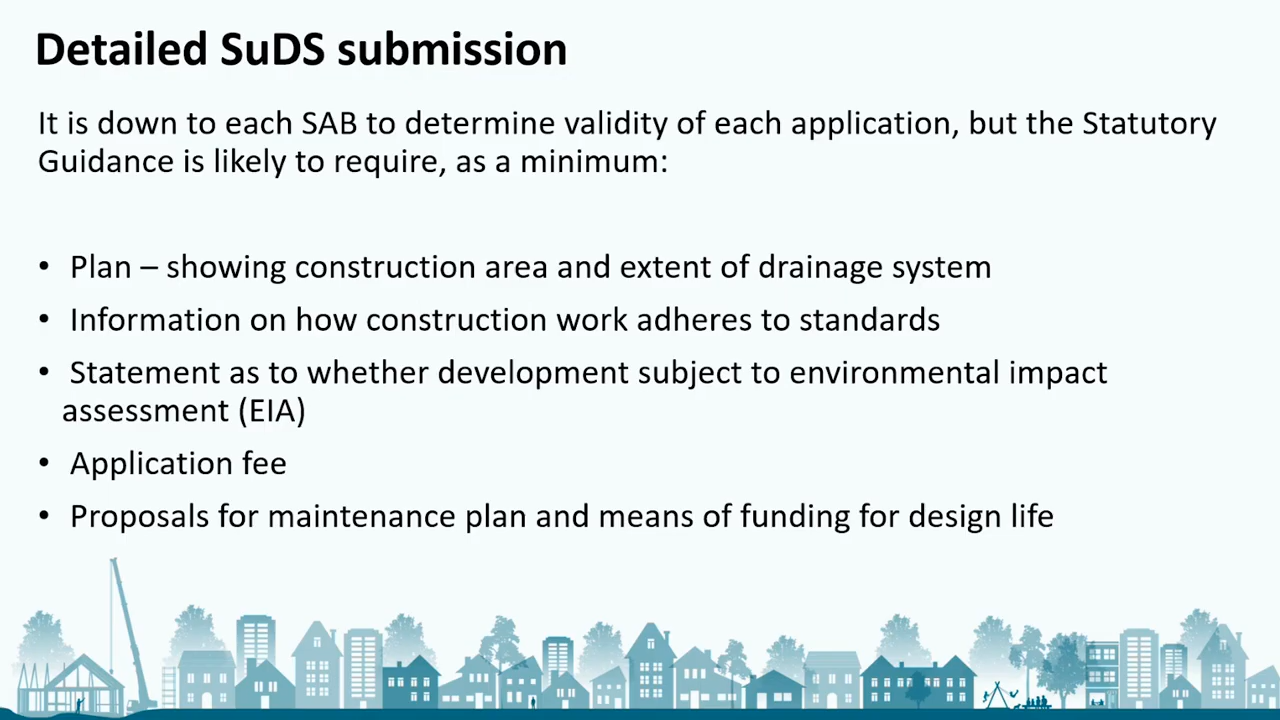 Detailed SuDS submission
It is down to each SAB to determine validity of each application, but the Statutory
Guidance is likely to require, as a minimum:
• Plan – showing construction area and extent of drainage system
• Information on how construction work adheres to standards
• Statement as to whether development subject to environmental impact
assessment (EIA)
• Application fee
• Proposals for maintenance plan and means of funding for design life